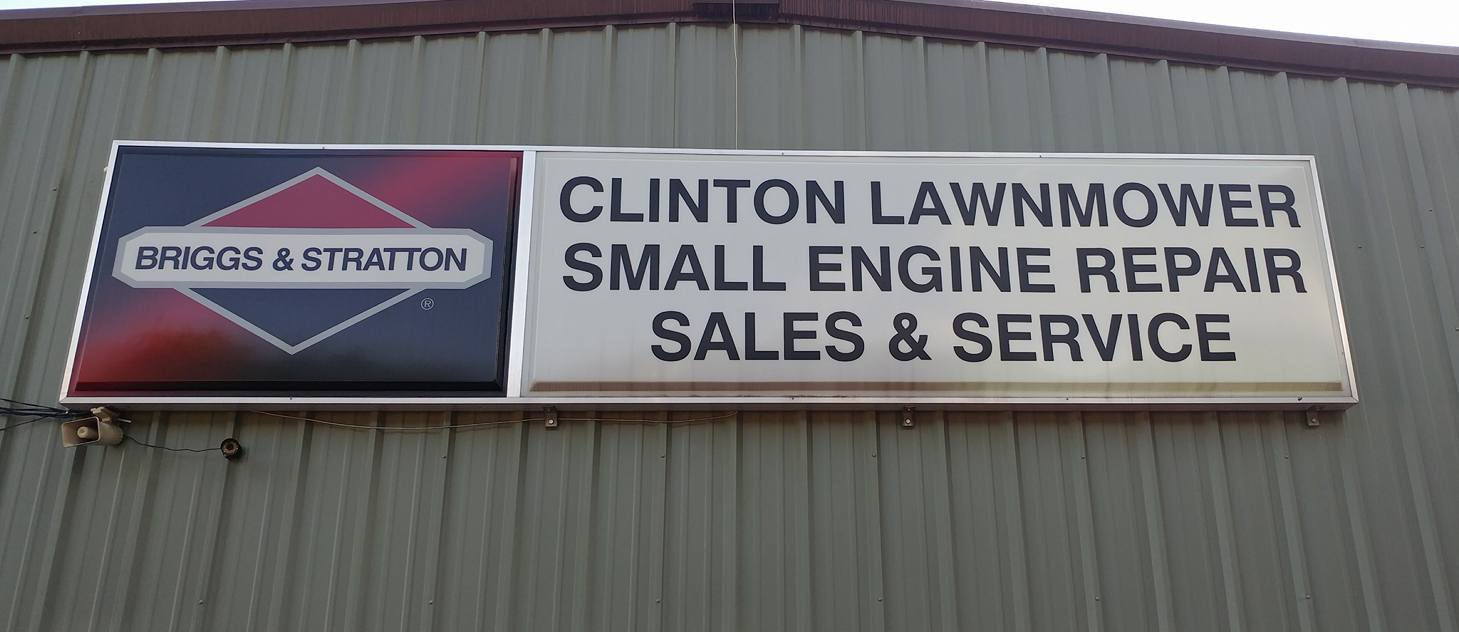 BRIGGS & STRATTON
®
CLINTON LAWNMOWER
SMALL ENGINE REPAIR
SALES & SERVICE